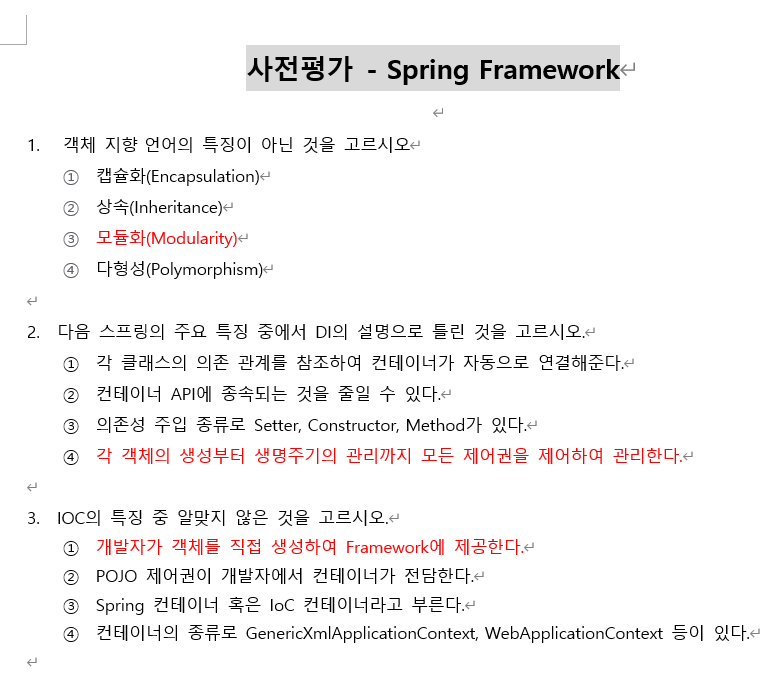 사전평가 - Spring Framework
1. 객체 지향 언어의 특징이 아닌 것을 고르시오
① 캡슐화(Encapsulation)
② 상속(Inheritance)
③ 모듈화(Modularity)
④ 다형성(Polymorphism)
2. 다음 스프링의 주요 특징 중에서 DI의 설명으로 틀린 것을 고르시오.
① 각 클래스의 의존 관계를 참조하여 컨테이너가 자동으로 연결해준다.
② 컨테이너 API에 종속되는 것을 줄일 수 있다.
③ 의존성 주입 종류로 Setter, Constructor, Method가 있다.
④ 각 객체의 생성부터 생명주기의 관리까지 모든 제어권을 제어하여 관리한다.
3. IOC의 특징 중 알맞지 않은 것을 고르시오.
① 개발자가 객체를 직접 생성하여 Framework에 제공한다.
② POJO 제어권이 개발자에서 컨테이너가 전담한다.
③ Spring 컨테이너 혹은 IoC 컨테이너라고 부른다.
④ 컨테이너의 종류로 GenericXmlApplicationContext, WebApplicationContext 등이 있다.